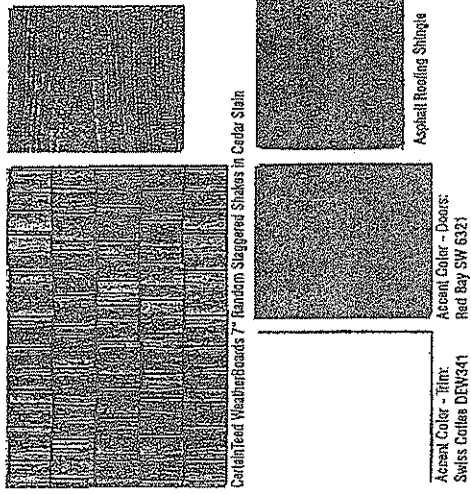 CertainTeed WeatherBoards 7" Random Staggered Shakes in Cedar Stain
Accent Color - Trim:
Swiss Coffee DEW341
Accent Color - Doors:
Red Bay SW 6321
Asphalt Roofing Shingle